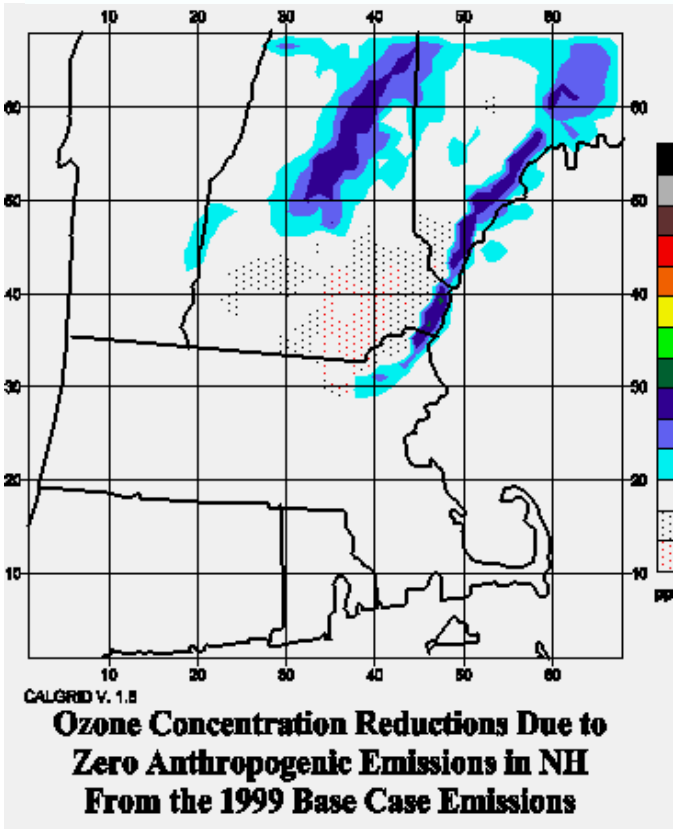 10 20 30 40 50 60
60 60
50 50
40 40
30 30
20 20
10 10
pp
10 20 30 40 50 60
CALGRID V.
Ozone Concentration Reductions Due to
Zero Anthropogenic Emissions in NH
From the 1999 Base Case Emissions